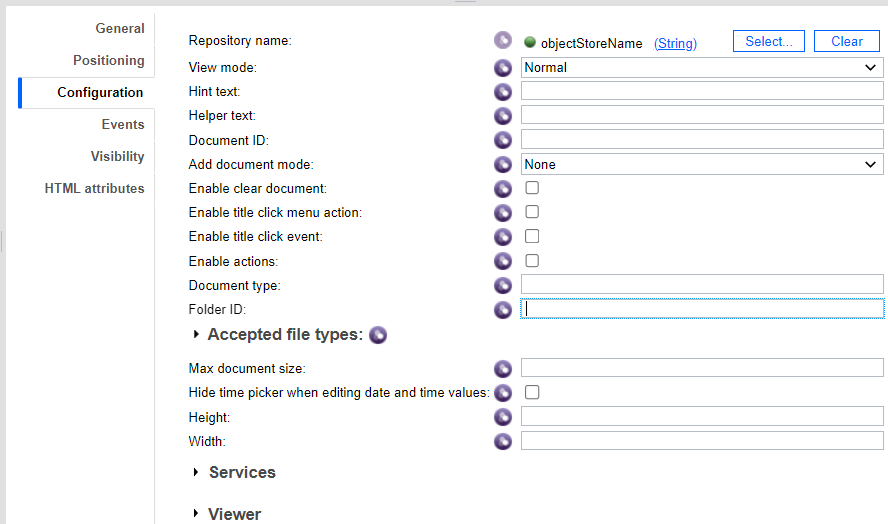 General
Positioning
Configuration
Events
Visibility
HTML attributes
Repository name: objectStoreName (String) Select... Clear
View mode: Normal
Hint text:
Helper text:
Document ID:
Add document mode: None
Enable clear document:
Enable title click menu action:
Enable title click event:
Enable actions:
Document type:
Folder ID:
Accepted file types:
Max document size:
Hide time picker when editing date and time values:
Height:
Width:
Services
Viewer